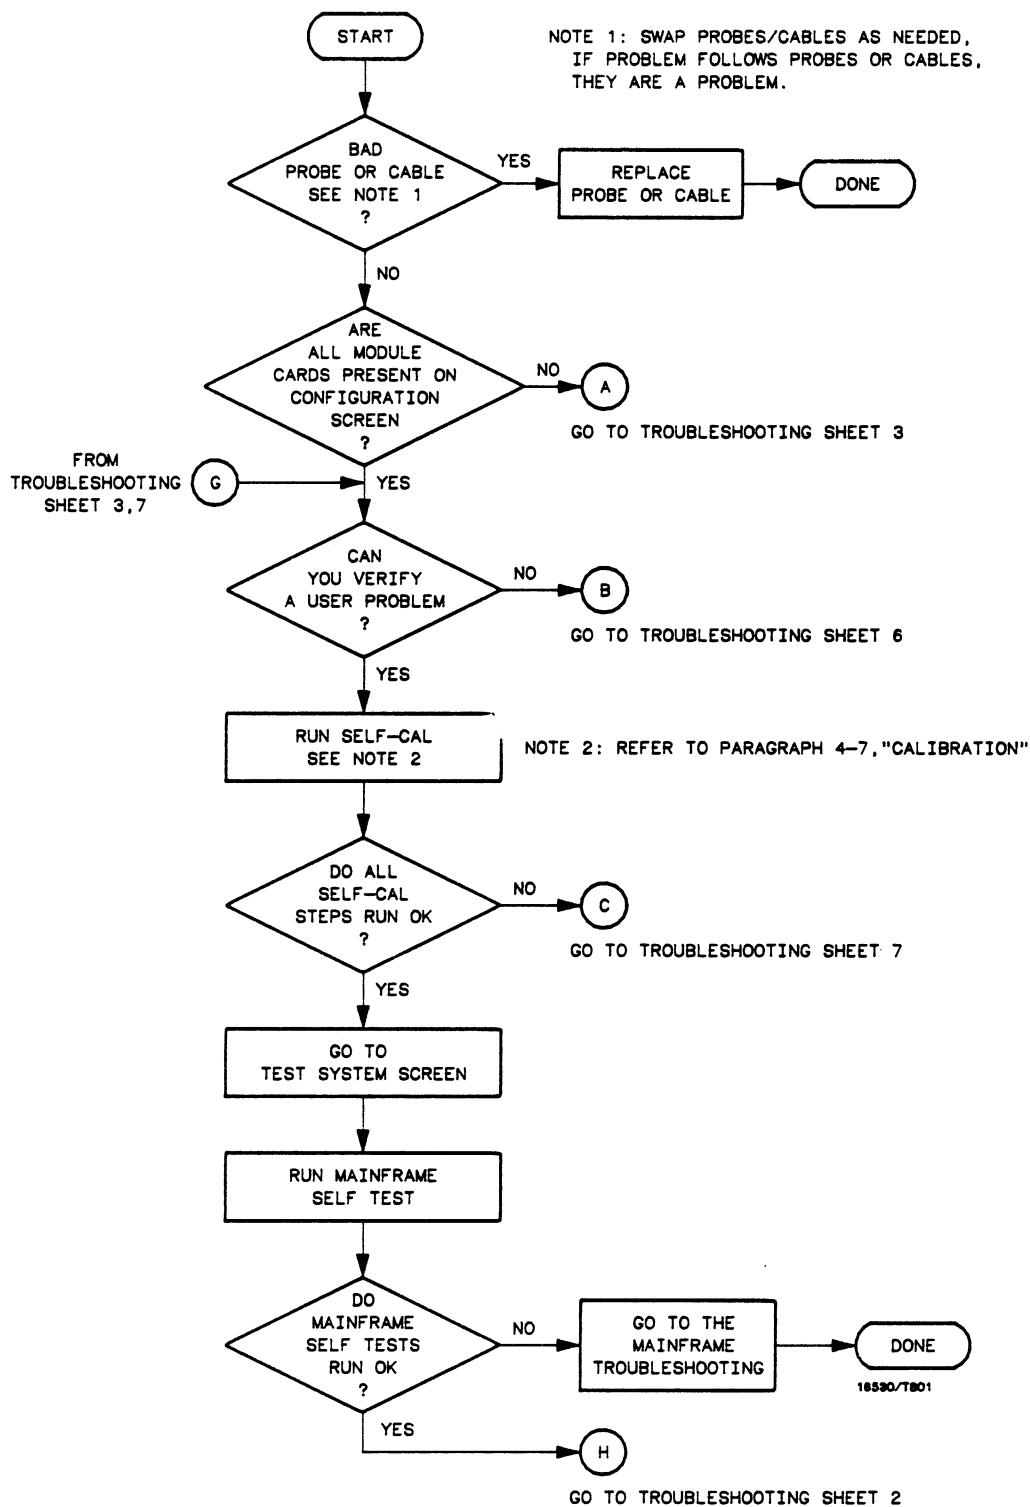 START
NOTE 1: SWAP PROBES/CABLES AS NEEDED,
IF PROBLEM FOLLOWS PROBES OR CABLES,
THEY ARE A PROBLEM.
BAD
PROBE OR CABLE
SEE NOTE 1
?
YES
REPLACE
PROBE OR CABLE
DONE
NO
ARE
ALL MODULE
CARDS PRESENT ON
CONFIGURATION
SCREEN
?
NO
A
GO TO TROUBLESHOOTING SHEET 3
FROM
TROUBLESHOOTING
SHEET 3,7
G
YES
CAN
YOU VERIFY
A USER PROBLEM
?
NO
B
GO TO TROUBLESHOOTING SHEET 6
YES
RUN SELF-CAL
SEE NOTE 2
NOTE 2: REFER TO PARAGRAPH 4-7,"CALIBRATION"
DO ALL
SELF-CAL
STEPS RUN OK
?
NO
C
GO TO TROUBLESHOOTING SHEET 7
YES
GO TO
TEST SYSTEM SCREEN
RUN MAINFRAME
SELF TEST
DO
MAINFRAME
SELF TESTS
RUN OK
?
NO
GO TO THE
MAINFRAME
TROUBLESHOOTING
DONE
16530/TB01
YES
H
GO TO TROUBLESHOOTING SHEET 2